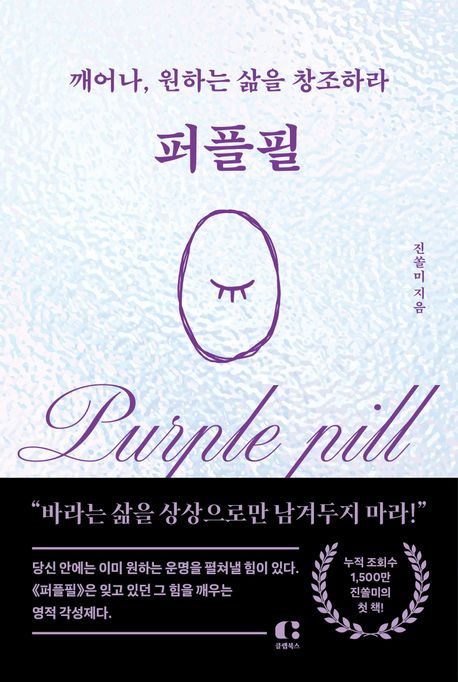 깨어나, 원하는 삶을 창조하라
퍼플필
진쏠미 지음
Purple pill
“바라는 삶을 상상으로만 남겨두지 마라!”
당신 안에는 이미 원하는 운명을 펼쳐낼 힘이 있다.
《퍼플필》은 잊고 있던 그 힘을 깨우는
영적 각성제다.
누적 조회수
1,500만
진쏠미의
첫 책!
클랩북스